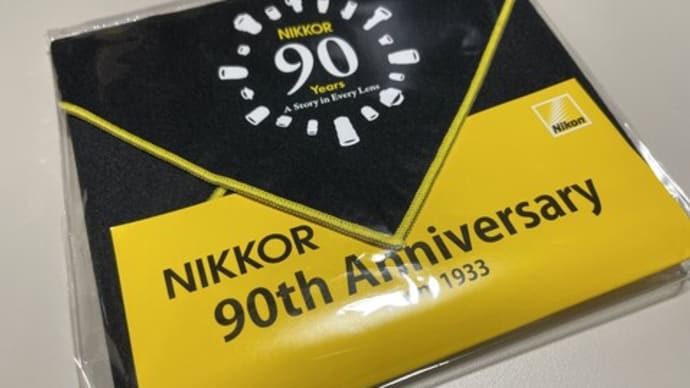 NIKKOR
90
Years
A Story in Every Lens
Nikon
NIKKOR
90th Anniversary
1933